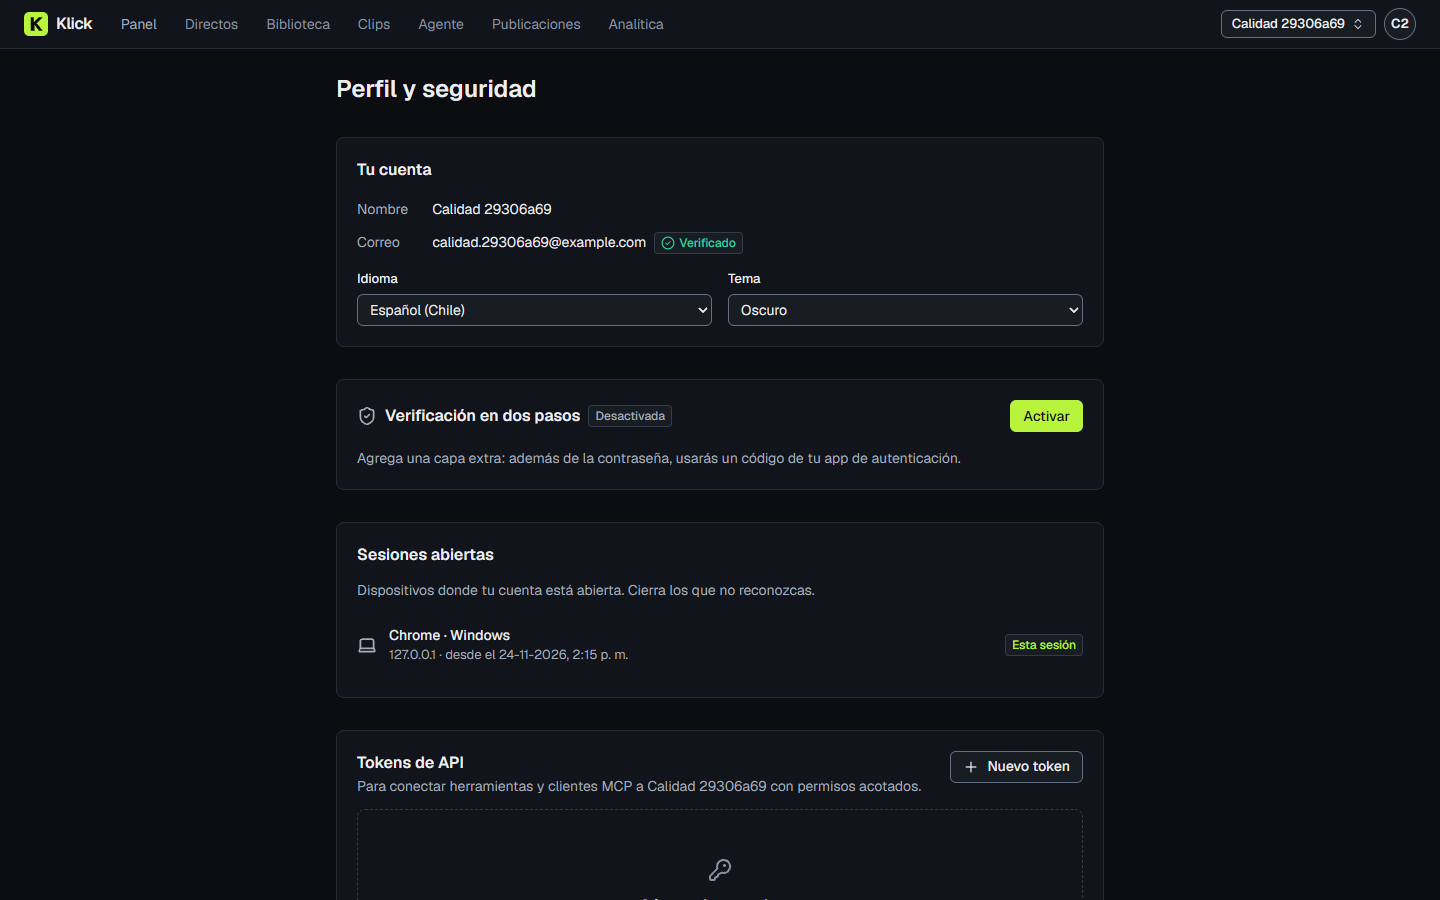 Klick
Panel
Directos
Biblioteca
Clips
Agente
Publicaciones
Analítica
Calidad 29306a69
C2
Perfil y seguridad
Tu cuenta
Nombre Calidad 29306a69
Correo calidad.29306a69@example.com Verificado
Idioma
Tema
Español (Chile)
Oscuro
Verificación en dos pasos Desactivada
Activar
Agrega una capa extra: además de la contraseña, usarás un código de tu app de autenticación.
Sesiones abiertas
Dispositivos donde tu cuenta está abierta. Cierra los que no reconozcas.
Chrome · Windows
127.0.0.1 · desde el 24-11-2026, 2:15 p. m.
Esta sesión
Tokens de API
Nuevo token
Para conectar herramientas y clientes MCP a Calidad 29306a69 con permisos acotados.